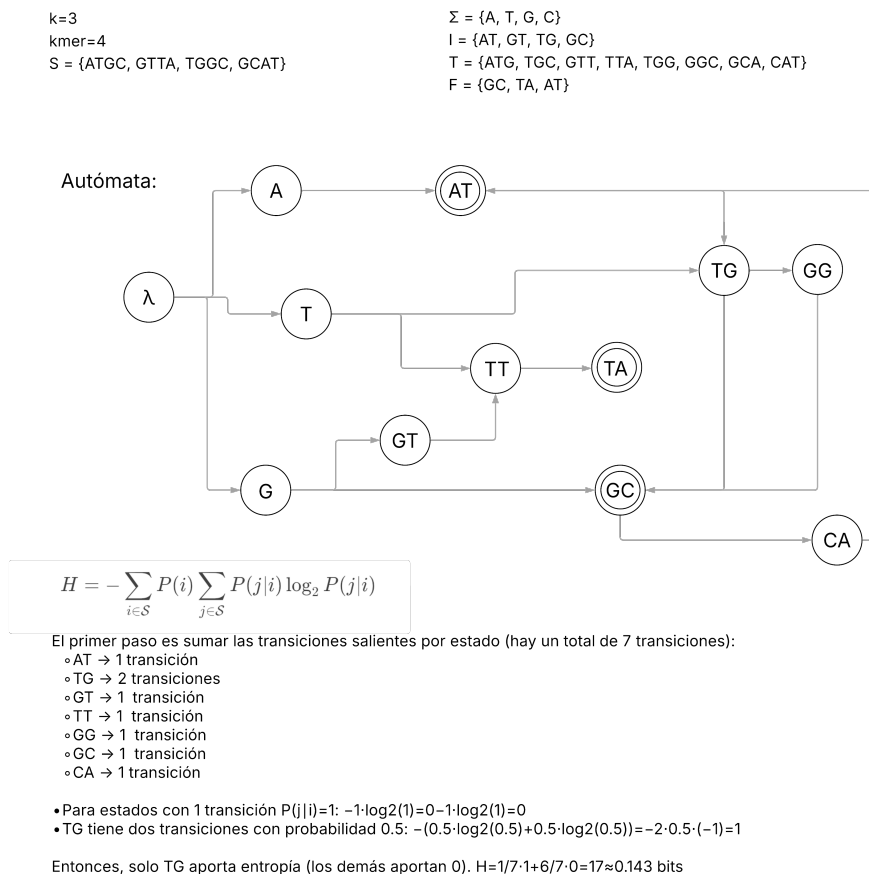 k=3
kmer=4
S = {ATGC, GTTA, TGGC, GCAT}
Σ = {A, T, G, C}
I = {AT, GT, TG, GC}
T = {ATG, TGC, GTT, TTA, TGG, GGC, GCA, CAT}
F = {GC, TA, AT}
Autómata:
A
AT
TG
GG
λ
T
TT
TA
GT
G
GC
CA
H = − ∑ i∈S P(i) ∑ j∈S P(j|i) log₂ P(j|i)
El primer paso es sumar las transiciones salientes por estado (hay un total de 7 transiciones):
∘AT → 1 transición
∘TG → 2 transiciones
∘GT → 1 transición
∘TT → 1 transición
∘GG → 1 transición
∘GC → 1 transición
∘CA → 1 transición
•Para estados con 1 transición P(j∣i)=1: −1⋅log2(1)=0−1·log2(1)=0
•TG tiene dos transiciones con probabilidad 0.5: −(0.5⋅log2(0.5)+0.5⋅log2(0.5))=−2⋅0.5⋅(−1)=1
Entonces, solo TG aporta entropía (los demás aportan 0). H=1/7⋅1+6/7⋅0=17≈0.143 bits